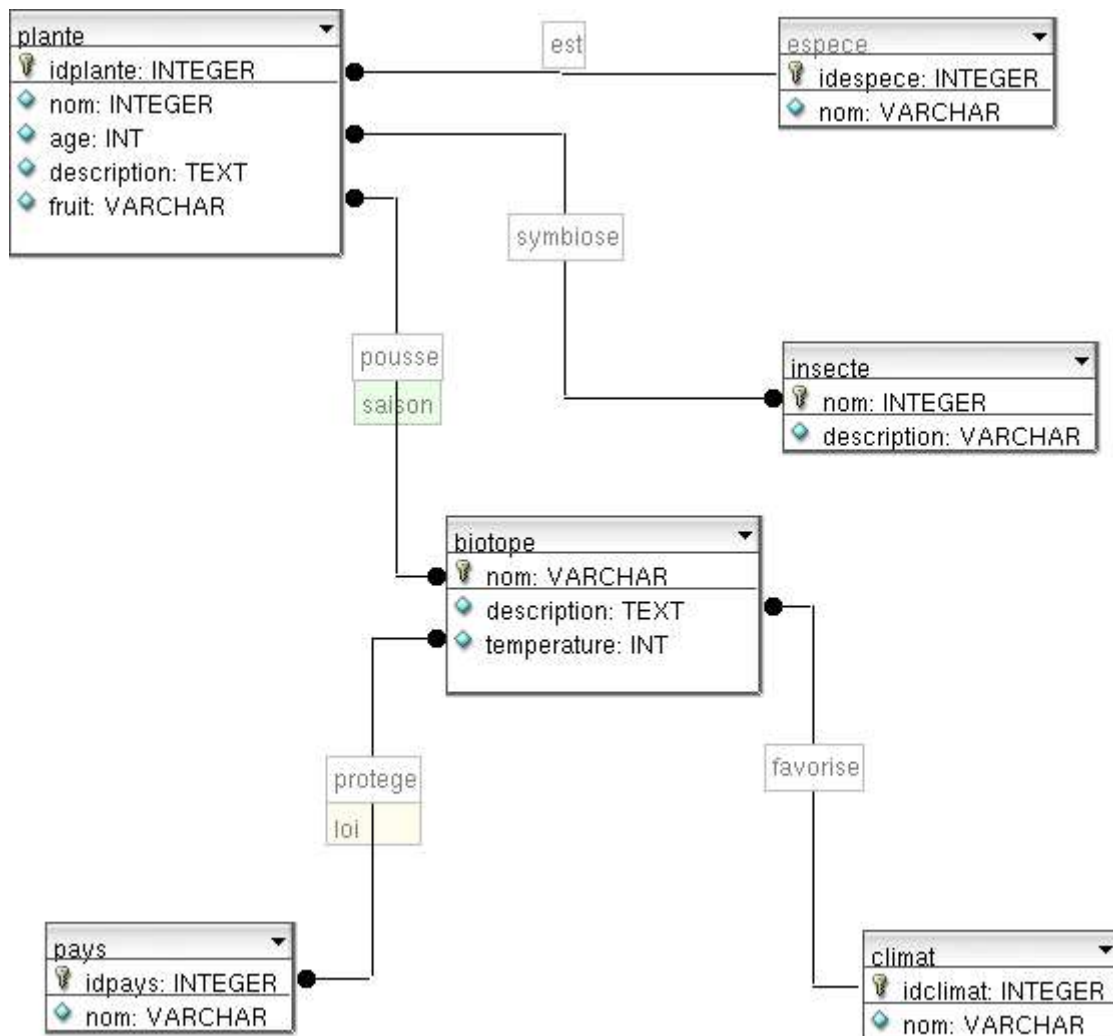 plante
idplante: INTEGER
nom: INTEGER
age: INT
description: TEXT
fruit: VARCHAR
est
espece
idespece: INTEGER
nom: VARCHAR
symbiose
pousse
saison
insecte
nom: INTEGER
description: VARCHAR
biotope
nom: VARCHAR
description: TEXT
temperature: INT
protege
loi
favorise
pays
idpays: INTEGER
nom: VARCHAR
climat
idclimat: INTEGER
nom: VARCHAR